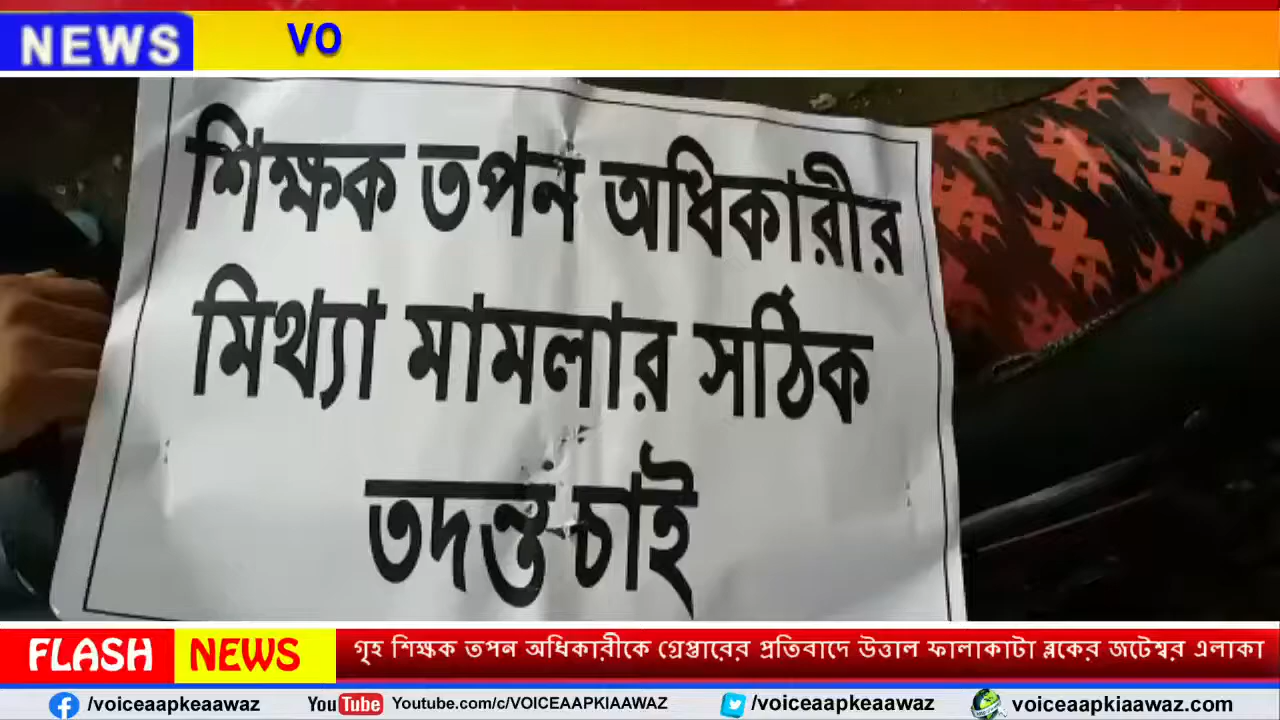 NEWS
VO
শিক্ষক তপন অধিকারীর
মিথ্যা মামলার সঠিক
তদন্ত চাই
FLASH NEWS
গৃহ শিক্ষক তপন অধিকারীকে গ্রেপ্তারের প্রতিবাদে উত্তাল ফালাকাটা ব্লকের জটেশ্বর এলাকা
/voiceaapkeaawaz YouTube Youtube.com/c/VOICEAAPKIAAWAZ /voiceaapkeaawaz voiceaapkiaawaz.com